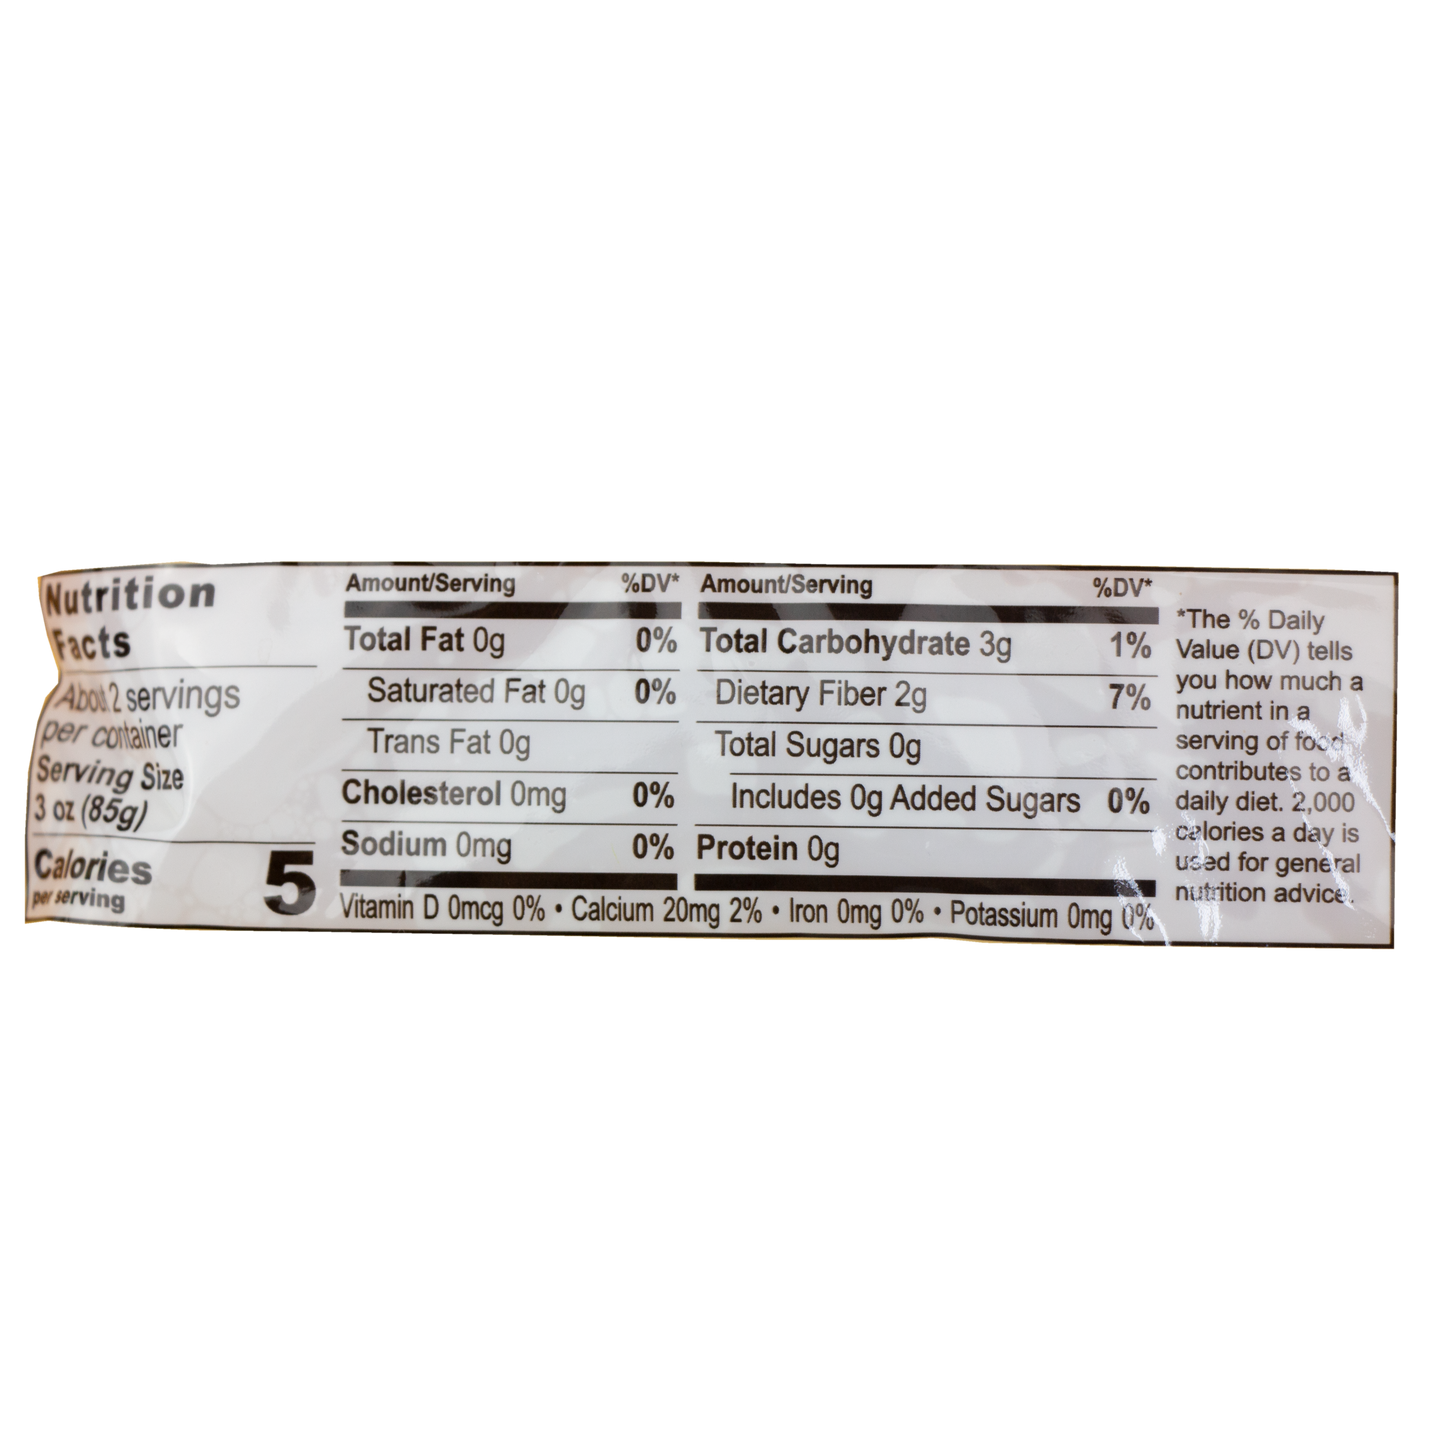 Nutrition
Facts
About 2 servings
per container
Serving Size
3 oz (85g)
Calories 5
per serving
Amount/Serving %DV*
Total Fat 0g 0%
Saturated Fat 0g 0%
Trans Fat 0g
Cholesterol 0mg 0%
Sodium 0mg 0%
Amount/Serving %DV*
Total Carbohydrate 3g 1%
Dietary Fiber 2g 7%
Total Sugars 0g
Includes 0g Added Sugars 0%
Protein 0g
Vitamin D 0mcg 0% • Calcium 20mg 2% • Iron 0mg 0% • Potassium 0mg 0%
*The % Daily
Value (DV) tells
you how much a
nutrient in a
serving of food
contributes to a
daily diet. 2,000
calories a day is
used for general
nutrition advice.